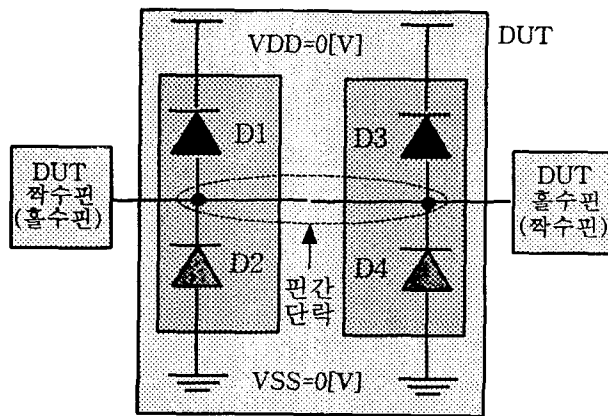 VDD=0[V]
DUT
D1
D3
DUT
짝수핀
(홀수핀)
DUT
홀수핀
(짝수핀)
D2
D4
핀간
단락
VSS=0[V]